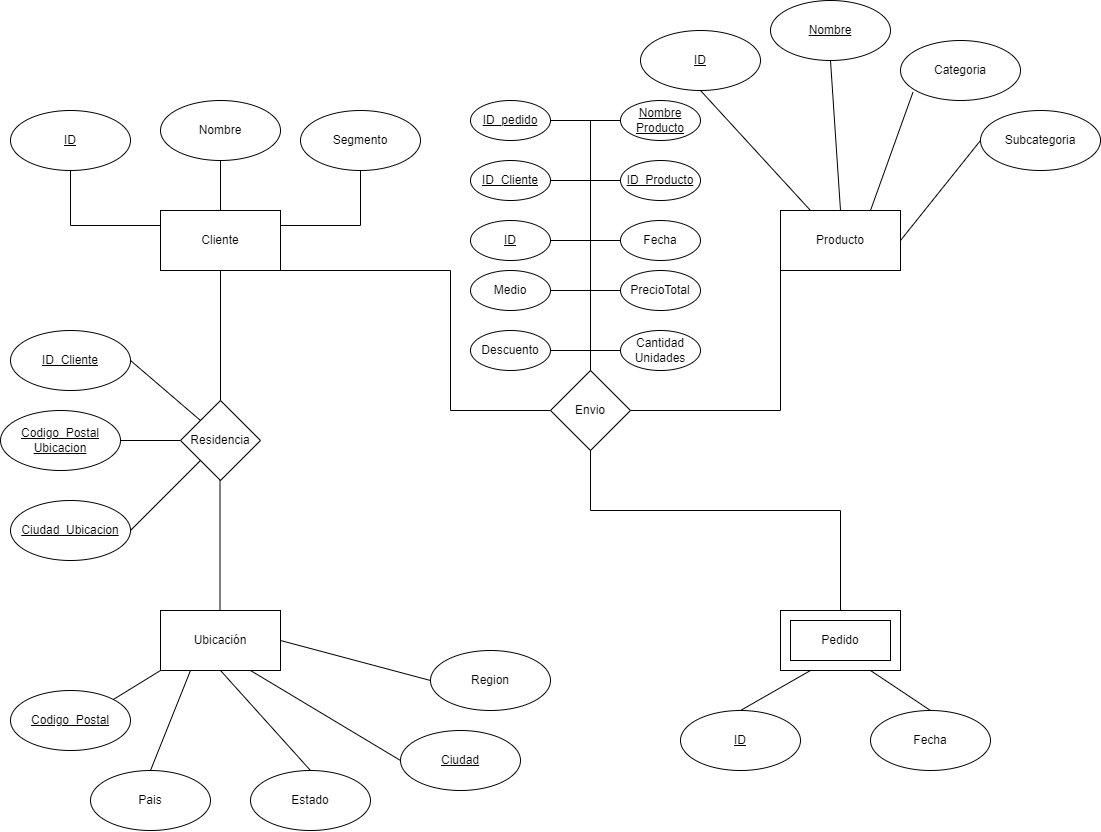 Nombre
ID
Categoria
ID_pedido
Nombre
Producto
ID
Nombre
Segmento
Subcategoria
ID_Cliente
ID_Producto
Cliente
ID
Fecha
Producto
Medio
PrecioTotal
Descuento
Cantidad
Unidades
ID_Cliente
Envio
Codigo_Postal
Ubicacion
Residencia
Ciudad_Ubicacion
Ubicación
Pedido
Region
Codigo_Postal
Ciudad
ID
Fecha
Pais
Estado